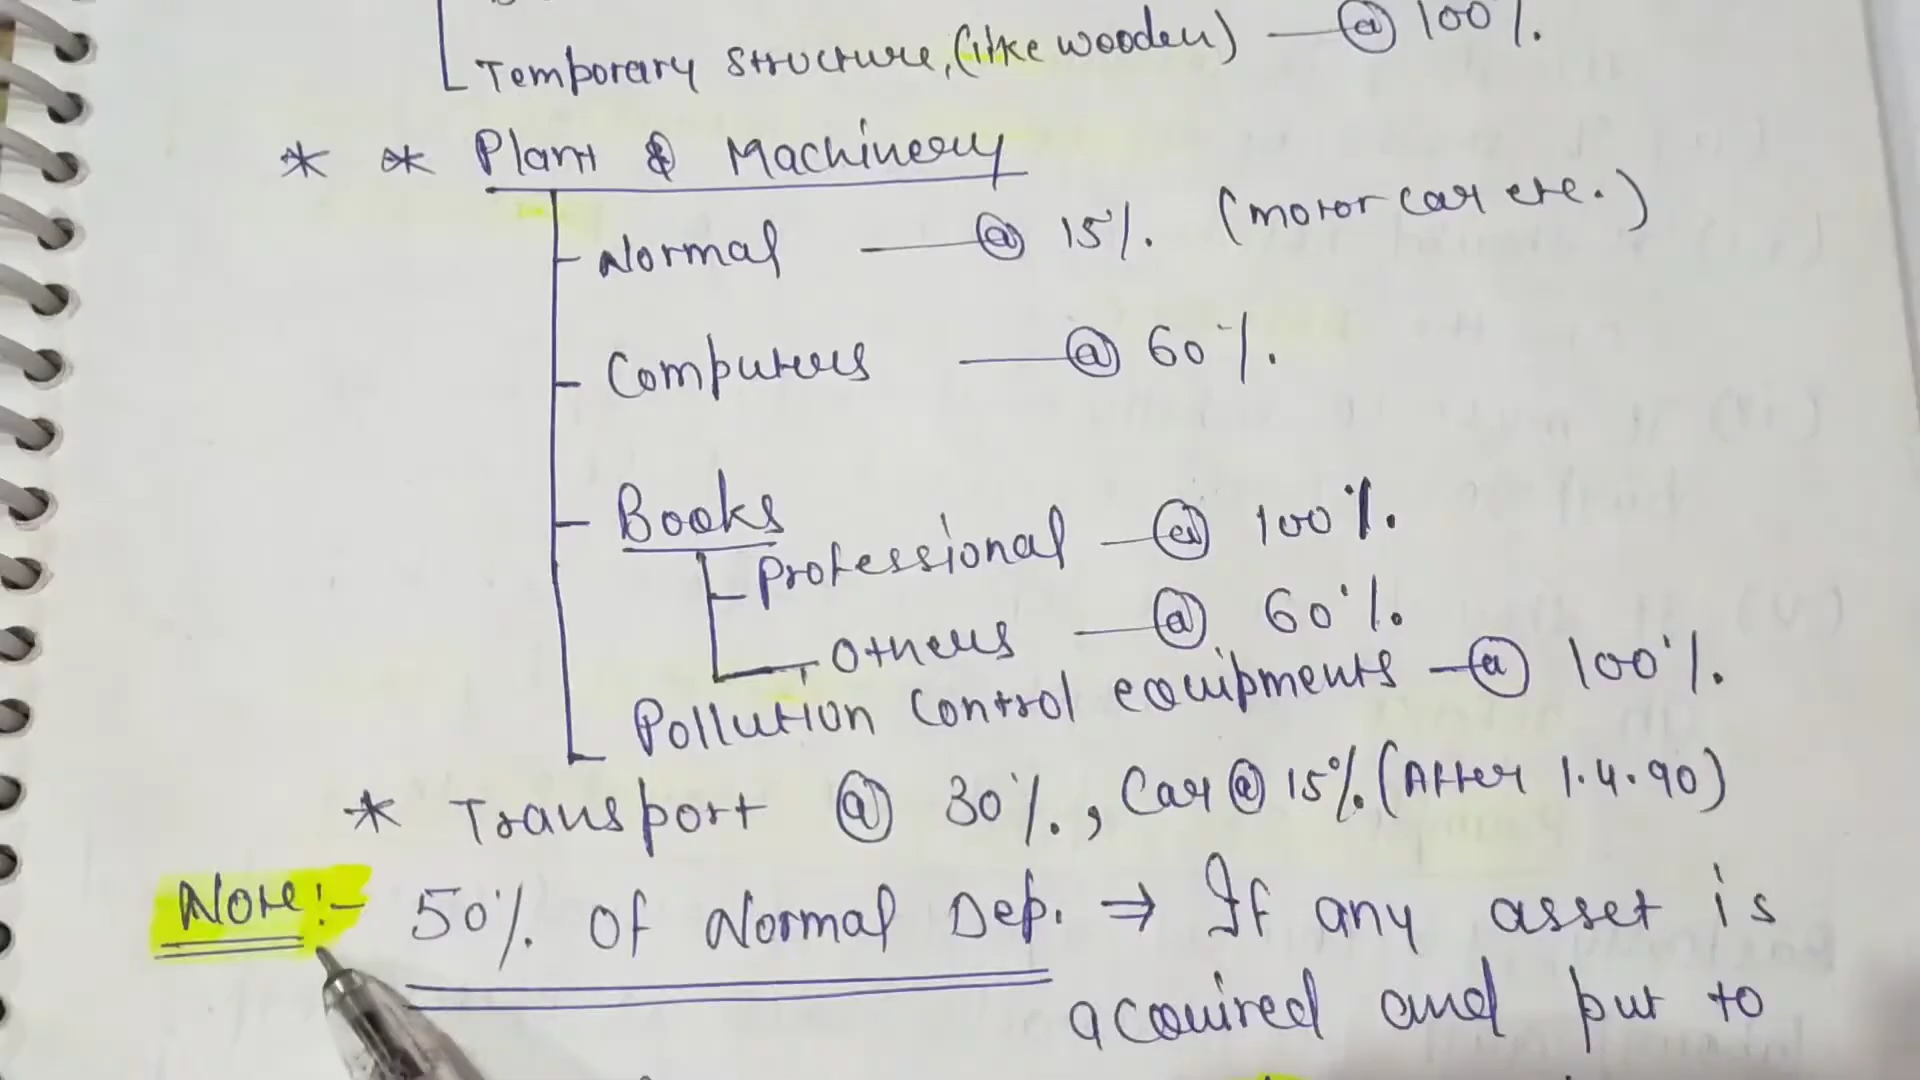 Temporary structure, (like wooden) — @ 100%.
* * Plant & Machinery
Normal — @ 15%. (motor car etc.)
Computers — @ 60%.
Books
Professional — @ 100%.
Others — @ 60%.
Pollution control equipments — @ 100%.
* Transport @ 30%., Car @ 15%. (After 1.4.90)
Note:- 50%. of Normal Dep. ⇒ If any asset is
acquired and put to